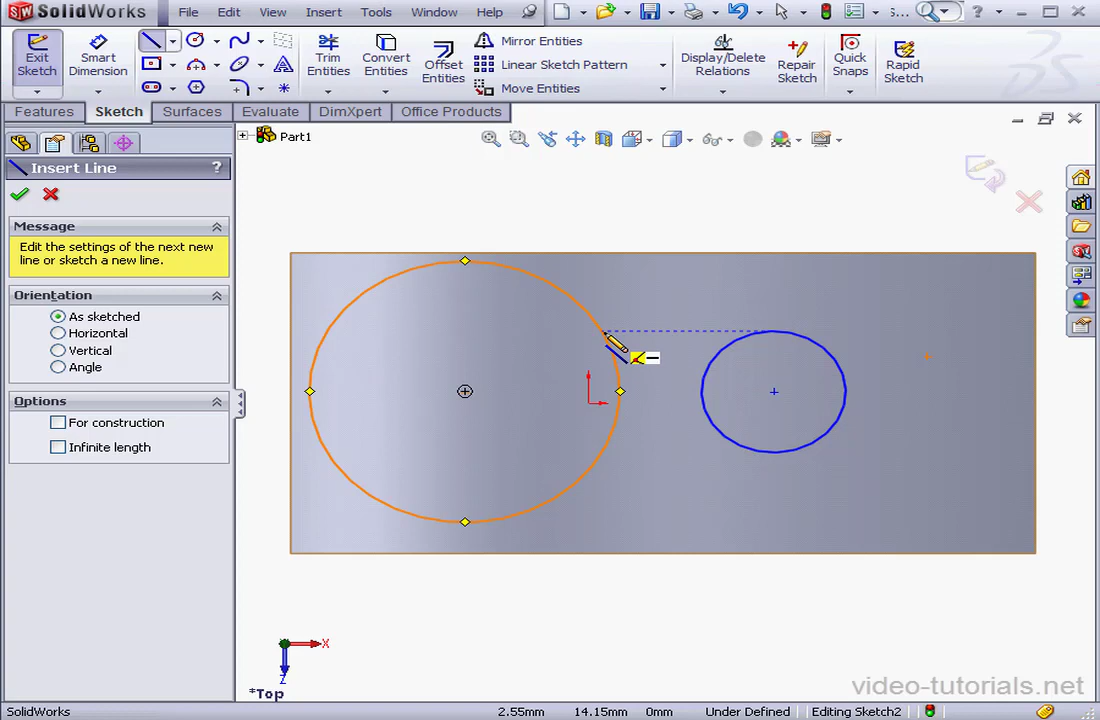 SW SolidWorks File Edit View Insert Tools Window Help S... ?
Exit Sketch
Smart Dimension
Trim Entities
Convert Entities
Offset Entities
Mirror Entities
Linear Sketch Pattern
Move Entities
Display/Delete Relations
Repair Sketch
Quick Snaps
Rapid Sketch
Features Sketch Surfaces Evaluate DimXpert Office Products
Part1
Insert Line ?
Message
Edit the settings of the next new
line or sketch a new line.
Orientation
As sketched
Horizontal
Vertical
Angle
Options
For construction
Infinite length
X
Z
*Top
video-tutorials.net
SolidWorks 2.55mm 14.15mm 0mm Under Defined Editing Sketch2